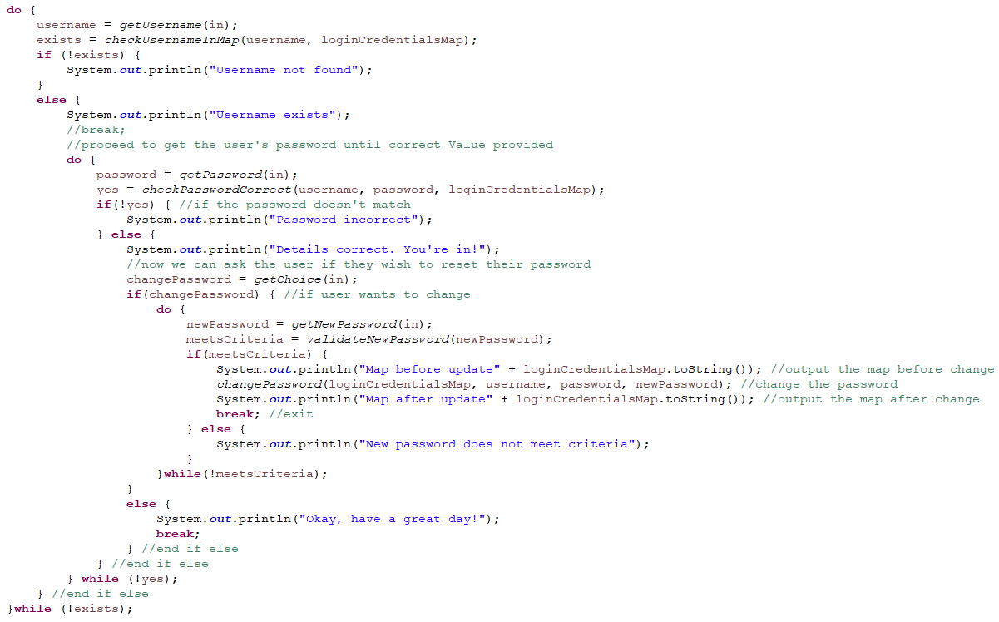 do {
    username = getUsername(in);
    exists = checkUsernameInMap(username, loginCredentialsMap);
    if (!exists) {
        System.out.println("Username not found");
    }
    else {
        System.out.println("Username exists");
        //break;
        //proceed to get the user's password until correct Value provided
        do {
            password = getPassword(in);
            yes = checkPasswordCorrect(username, password, loginCredentialsMap);
            if(!yes) { //if the password doesn't match
                System.out.println("Password incorrect");
            } else {
                System.out.println("Details correct. You're in!");
                //now we can ask the user if they wish to reset their password
                changePassword = getChoice(in);
                if(changePassword) { //if user wants to change
                    do {
                        newPassword = getNewPassword(in);
                        meetsCriteria = validateNewPassword(newPassword);
                        if(meetsCriteria) {
                            System.out.println("Map before update" + loginCredentialsMap.toString()); //output the map before change
                            changePassword(loginCredentialsMap, username, password, newPassword); //change the password
                            System.out.println("Map after update" + loginCredentialsMap.toString()); //output the map after change
                            break; //exit
                        } else {
                            System.out.println("New password does not meet criteria");
                        }
                    }while(!meetsCriteria);
                }
                else {
                    System.out.println("Okay, have a great day!");
                    break;
                } //end if else
            } //end if else
        } while (!yes);
    } //end if else
}while (!exists);